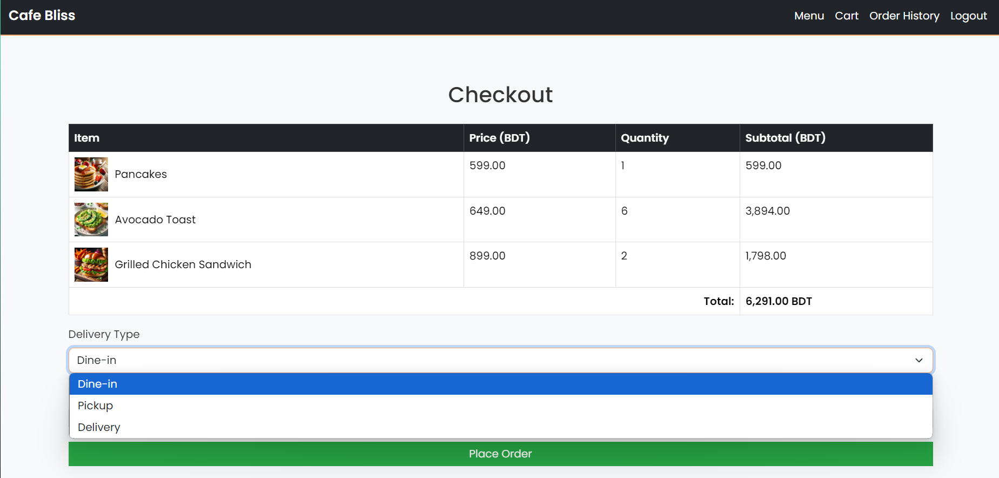 Cafe Bliss Menu Cart Order History Logout
Checkout
Item Price (BDT) Quantity Subtotal (BDT)
Pancakes 599.00 1 599.00
Avocado Toast 649.00 6 3,894.00
Grilled Chicken Sandwich 899.00 2 1,798.00
Total: 6,291.00 BDT
Delivery Type
Dine-in
Dine-in
Pickup
Delivery
Place Order